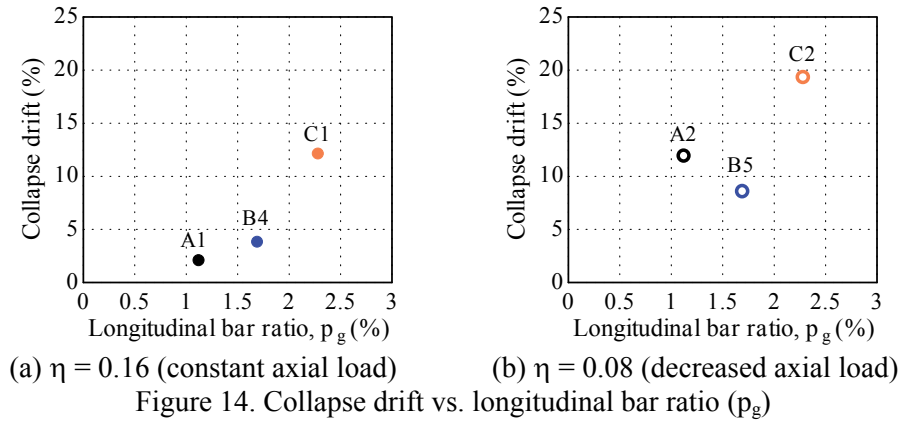 25
20
15
10
5
0
Collapse drift (%)
A1
B4
C1
0 0.5 1 1.5 2 2.5 3
Longitudinal bar ratio, pg (%)
(a) η = 0.16 (constant axial load)
25
20
15
10
5
0
Collapse drift (%)
A2
B5
C2
0 0.5 1 1.5 2 2.5 3
Longitudinal bar ratio, pg (%)
(b) η = 0.08 (decreased axial load)
Figure 14. Collapse drift vs. longitudinal bar ratio (pg)